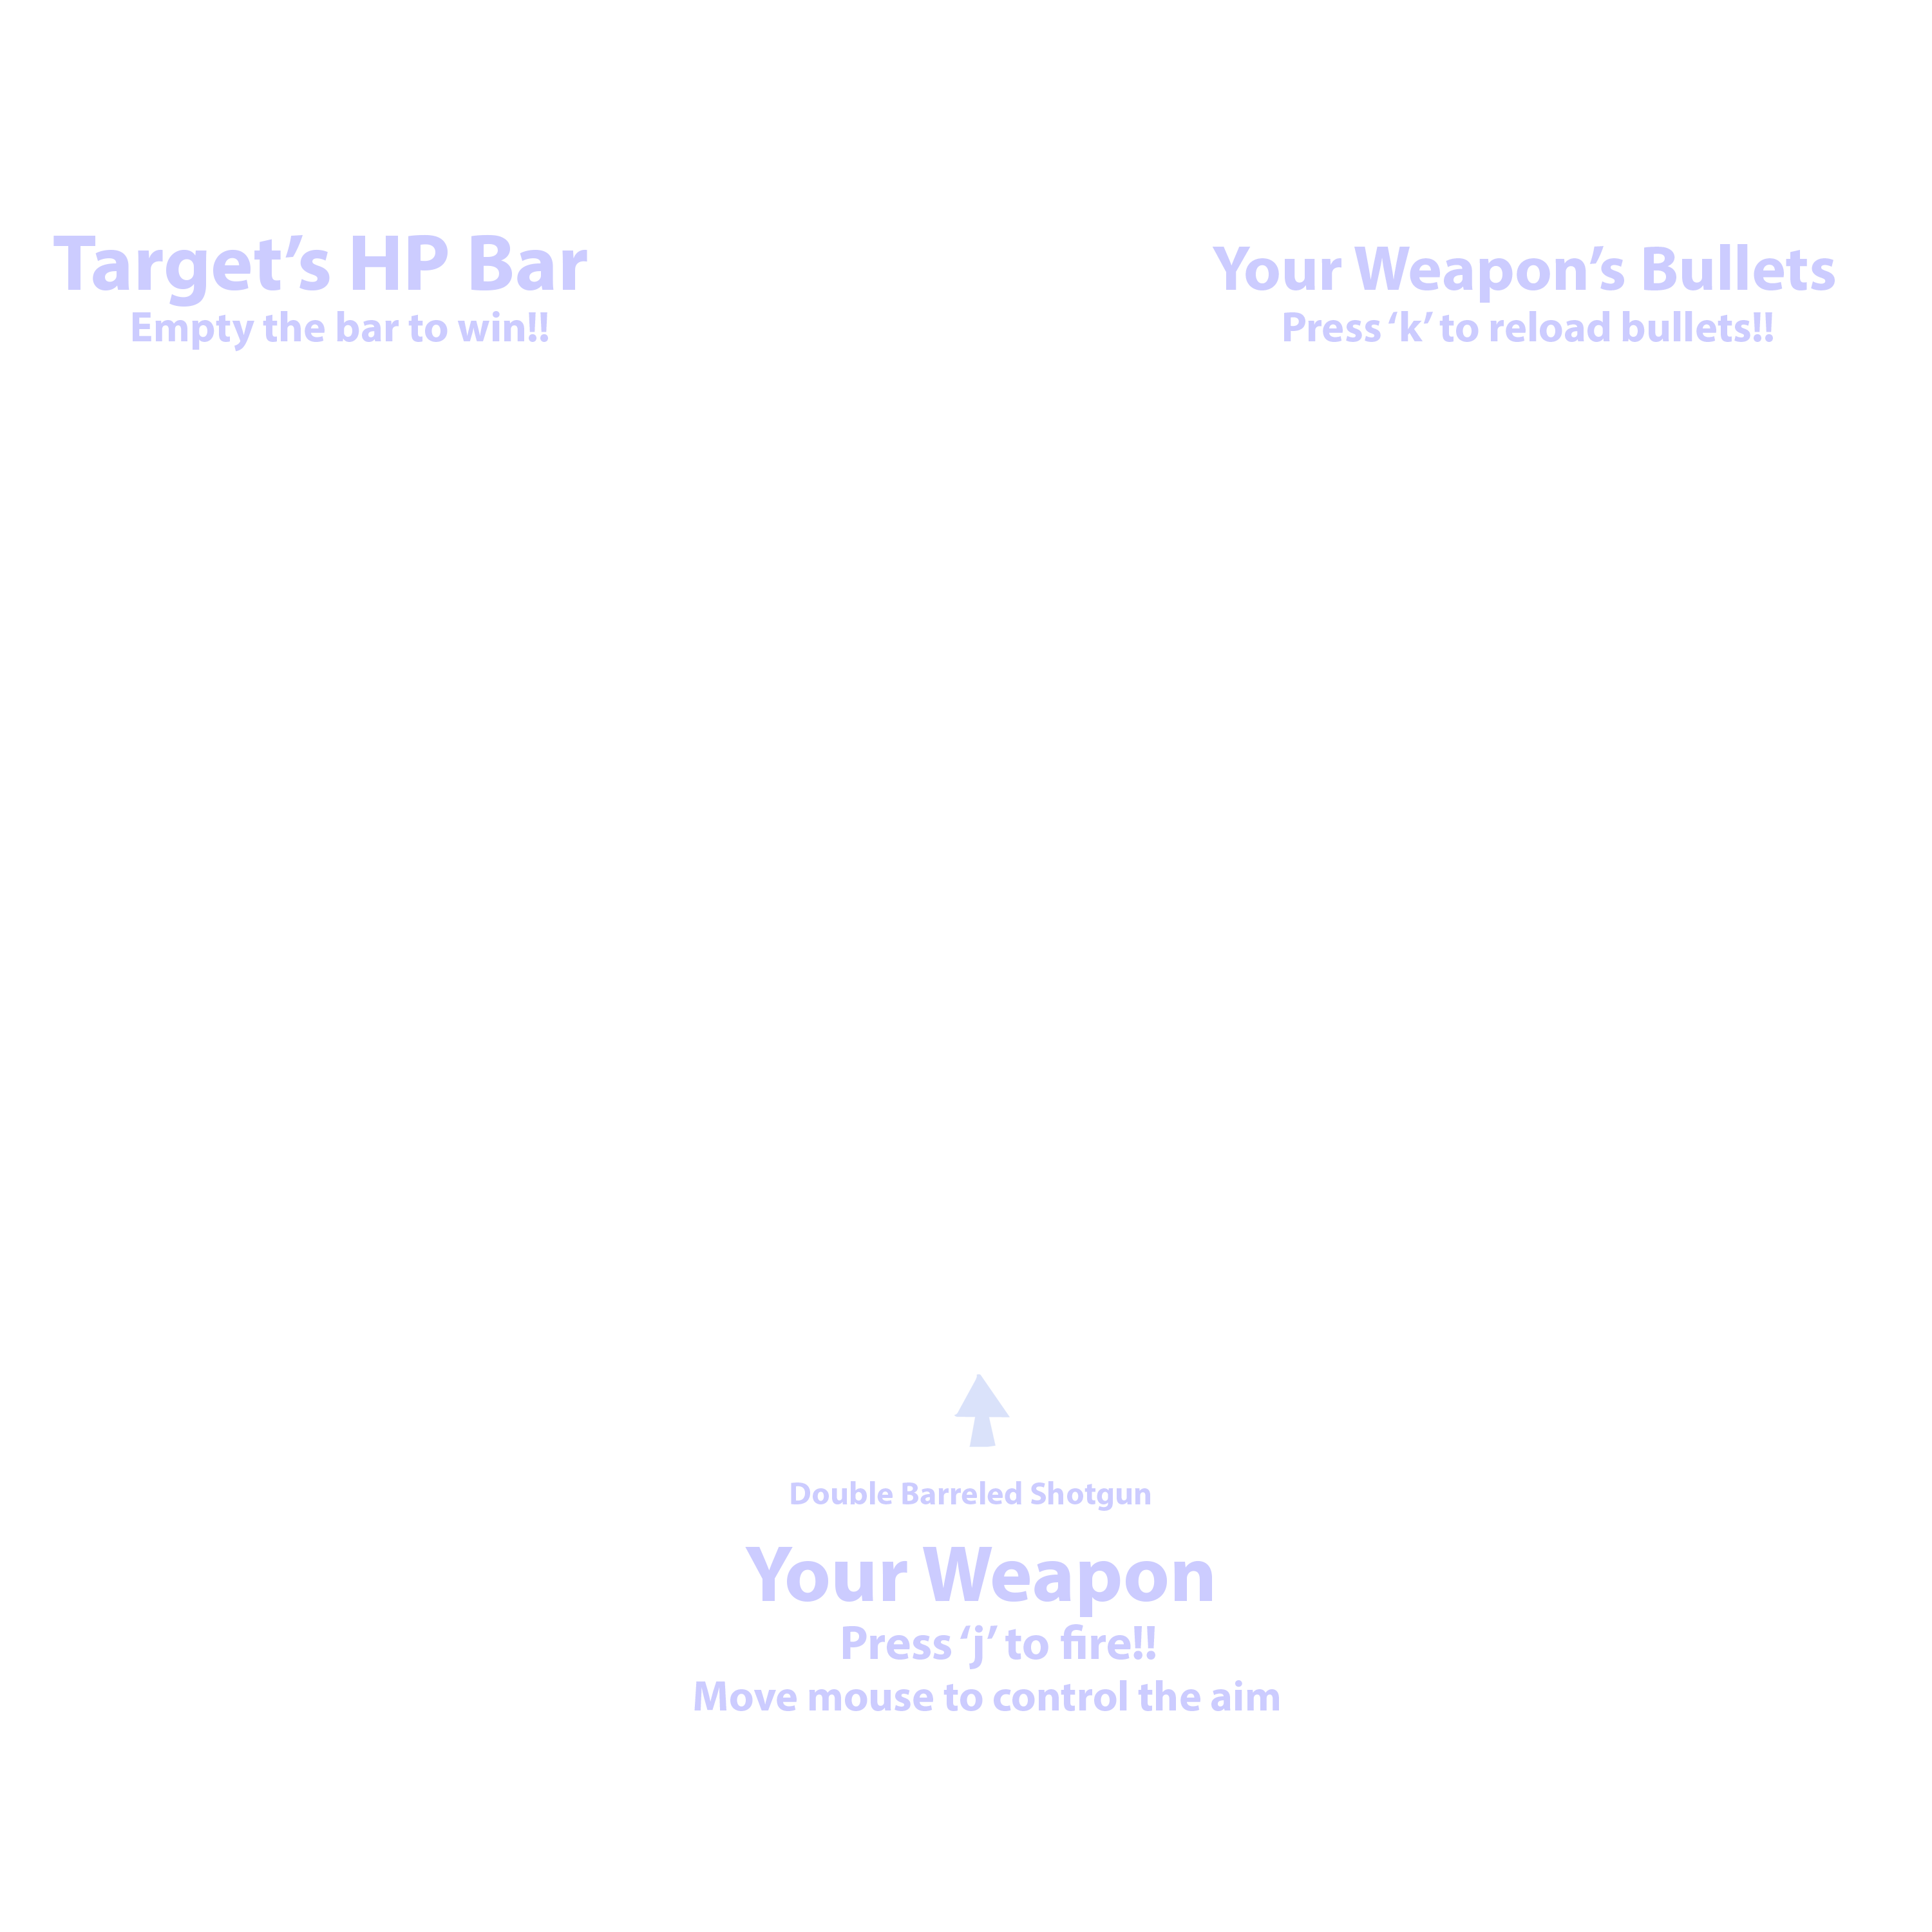 Target’s HP Bar
Empty the bar to win!!
Your Weapon’s Bullets
Press ‘k’ to reload bullets!!
Double Barreled Shotgun
Your Weapon
Press ‘j’ to fire!!
Move mouse to control the aim